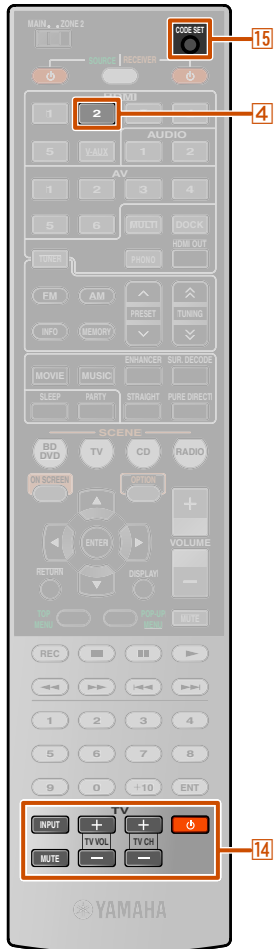 MAIN ZONE 2
CODE SET
15
SOURCE RECEIVER
HDMI
1 2
4
AUDIO
5 V-AUX 1 2
AV
1 2 3 4
5 6 MULTI DOCK
HDMI OUT
TUNER PHONO
FM AM
PRESET TUNING
INFO MEMORY
ENHANCER SUR. DECODE
MOVIE MUSIC
SLEEP PARTY STRAIGHT PURE DIRECT
SCENE
BD DVD TV CD RADIO
ON SCREEN OPTION
+
ENTER
VOLUME
RETURN DISPLAY
−
TOP MENU POP-UP MENU MUTE
REC
1 2 3 4
5 6 7 8
9 0 +10 ENT
TV
INPUT + +
TV VOL TV CH
14
MUTE − −
YAMAHA